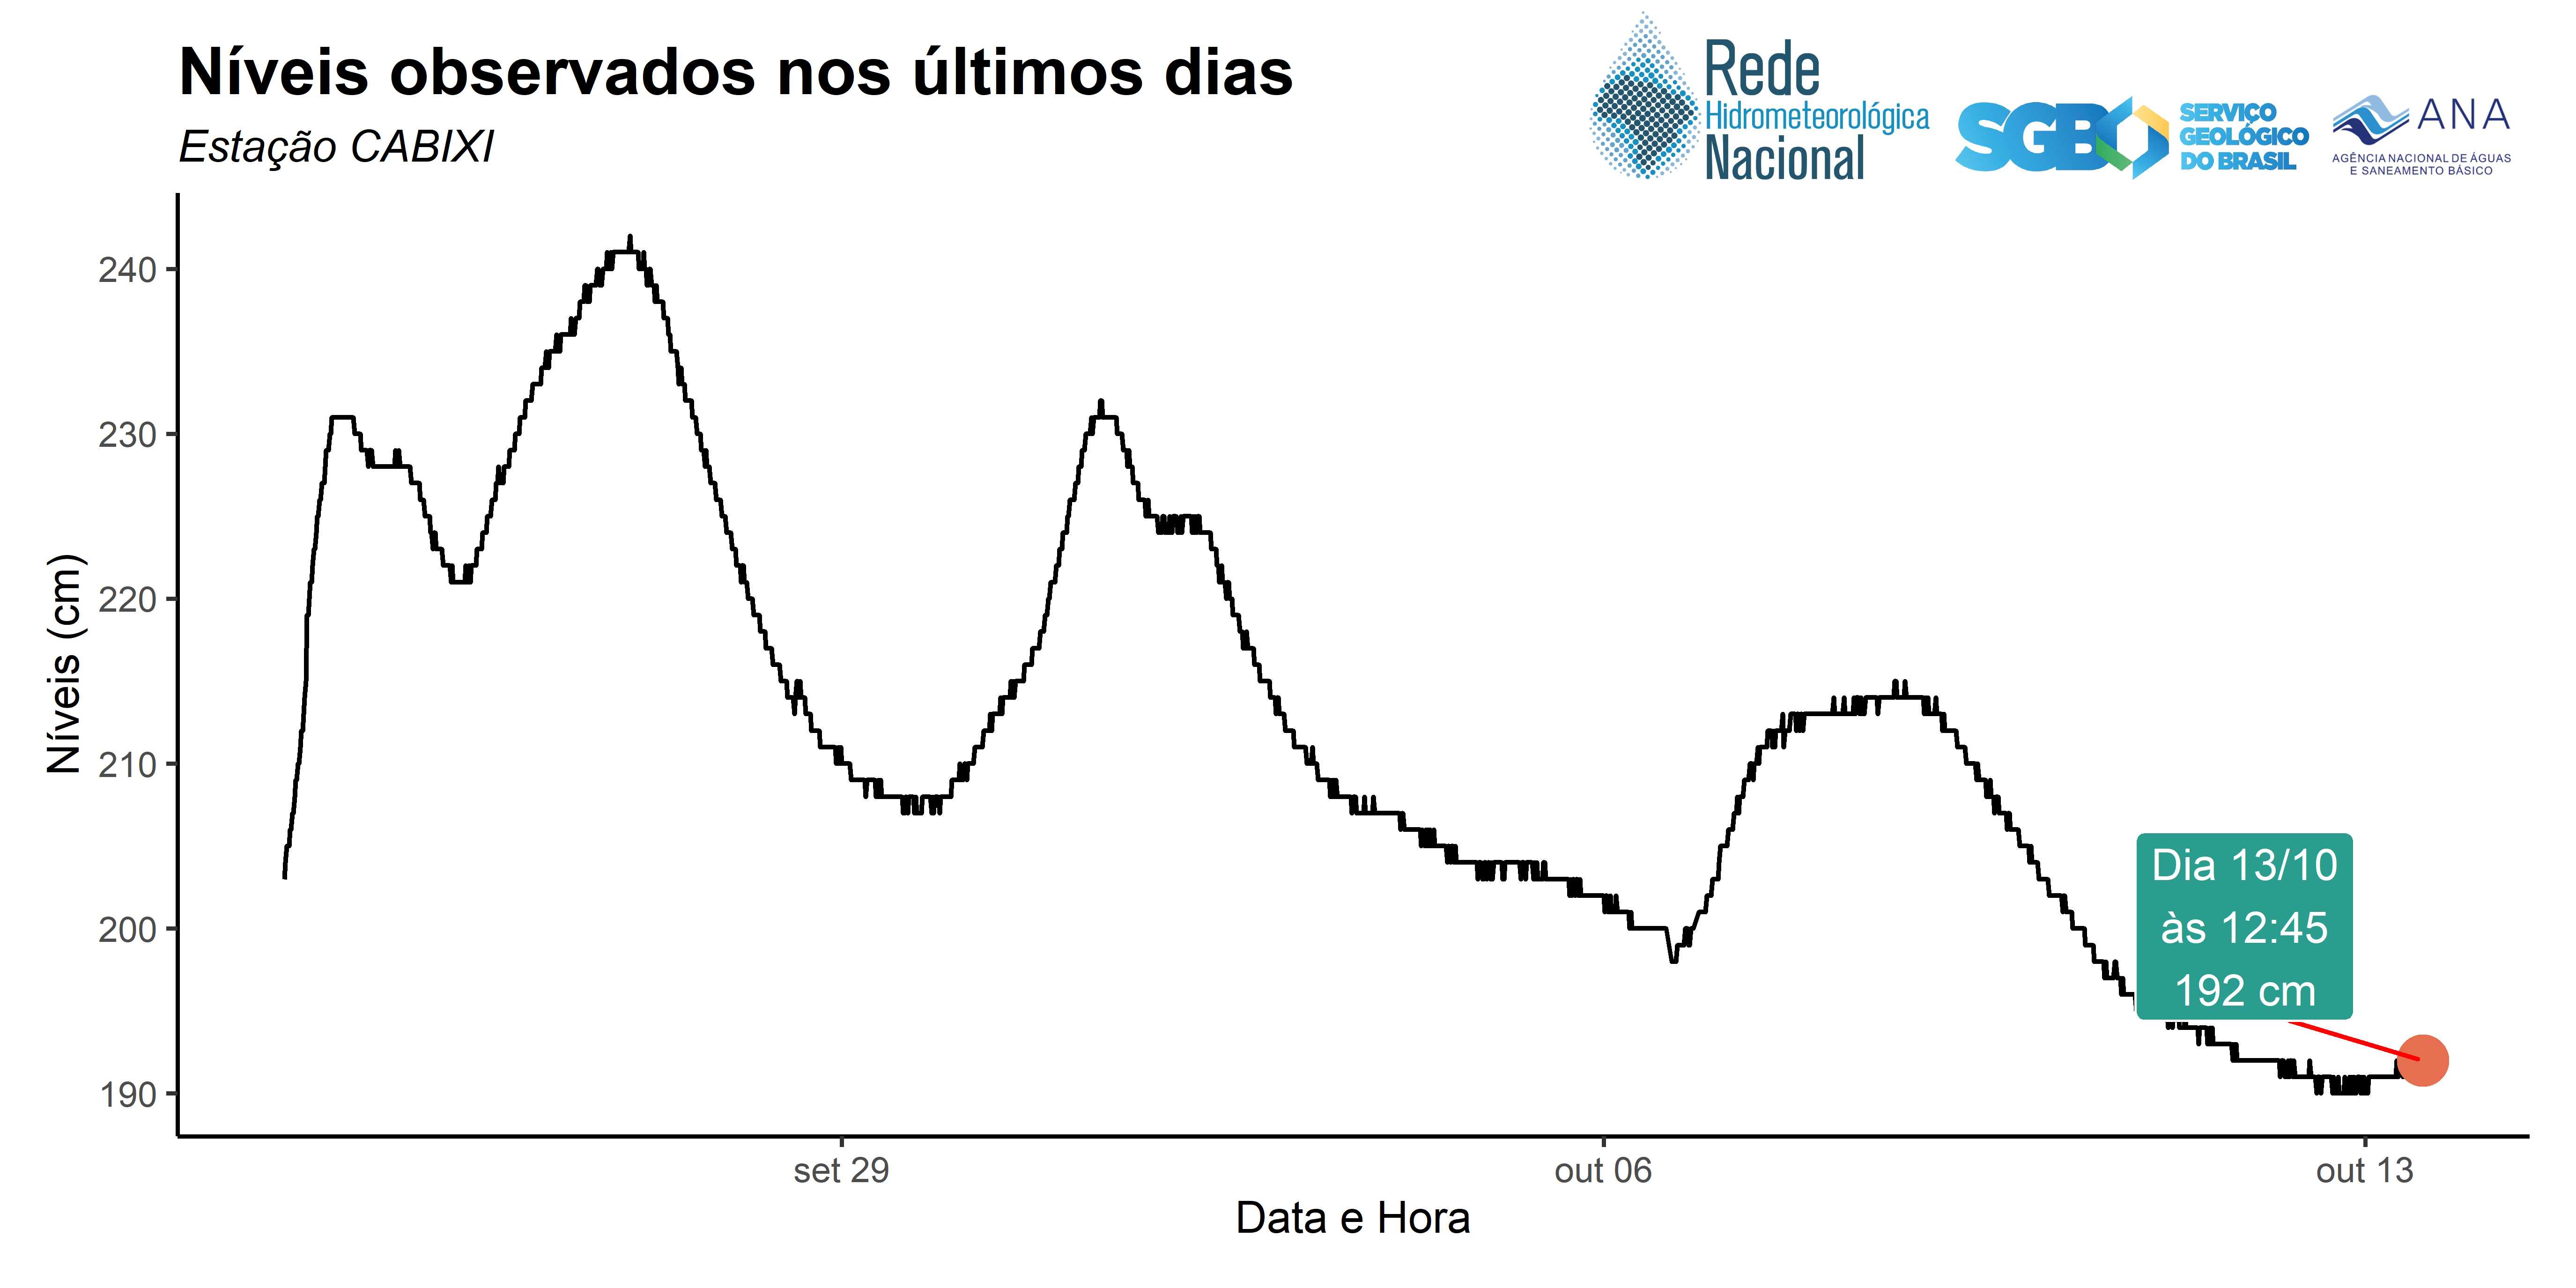 Níveis observados nos últimos dias
Estação CABIXI
Rede
Hidrometeorológica
Nacional
SGB
SERVIÇO
GEOLÓGICO
DO BRASIL
ANA
AGÊNCIA NACIONAL DE ÁGUAS
E SANEAMENTO BÁSICO
Níveis (cm)
240
230
220
210
200
190
Dia 13/10
às 12:45
192 cm
set 29
out 06
out 13
Data e Hora